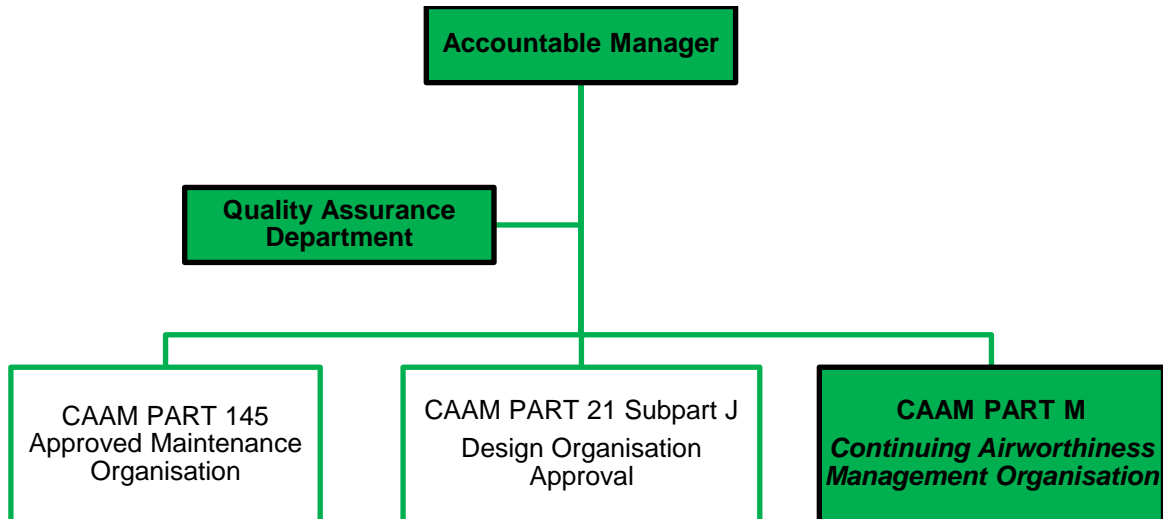 Accountable Manager
Quality Assurance
Department
CAAM PART 145
Approved Maintenance
Organisation
CAAM PART 21 Subpart J
Design Organisation
Approval
CAAM PART M
Continuing Airworthiness
Management Organisation